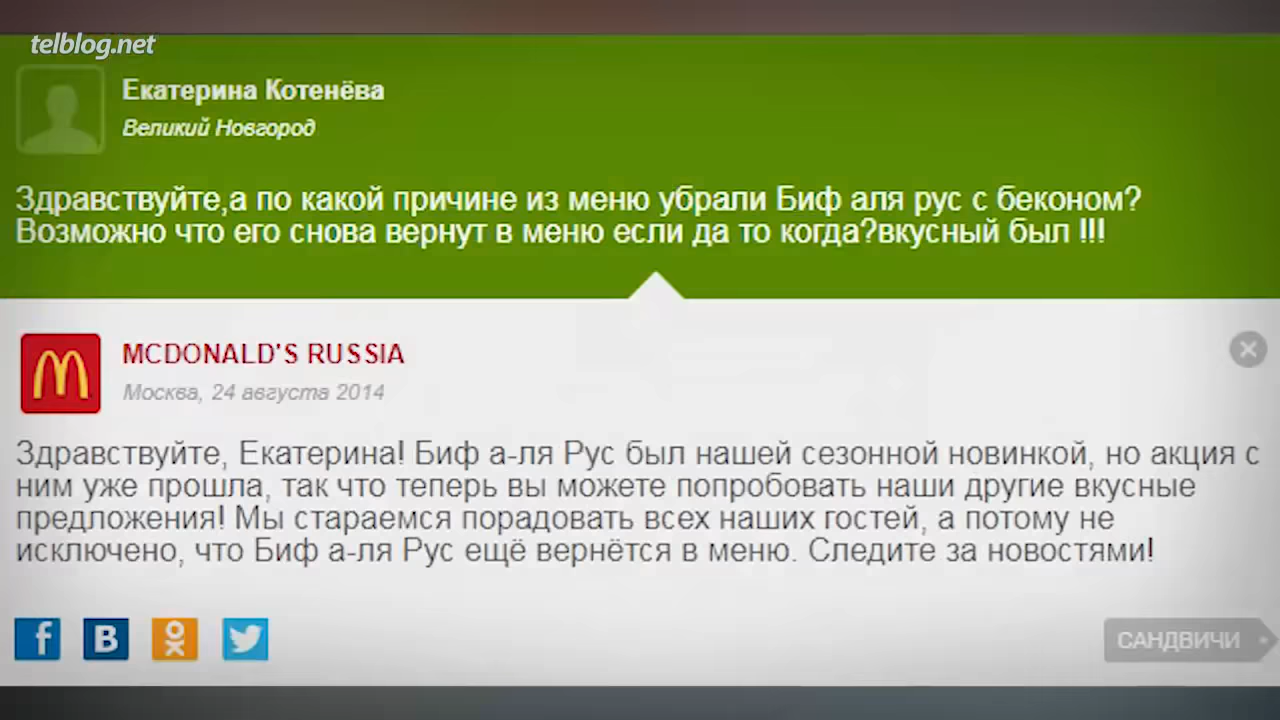 telblog.net
Екатерина Котенёва
Великий Новгород
Здравствуйте,а по какой причине из меню убрали Биф аля рус с беконом?
Возможно что его снова вернут в меню если да то когда?вкусный был !!!
MCDONALD'S RUSSIA
Москва, 24 августа 2014
Здравствуйте, Екатерина! Биф а-ля Рус был нашей сезонной новинкой, но акция с
ним уже прошла, так что теперь вы можете попробовать наши другие вкусные
предложения! Мы стараемся порадовать всех наших гостей, а потому не
исключено, что Биф а-ля Рус ещё вернётся в меню. Следите за новостями!
САНДВИЧИ